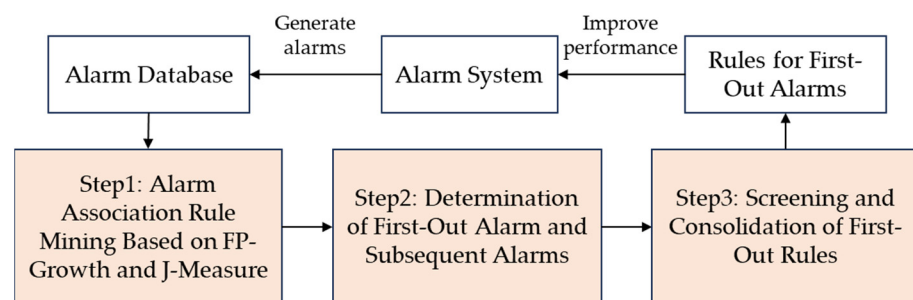 Generate
alarms
Improve
performance
Alarm Database
Alarm System
Rules for First-
Out Alarms
Step1: Alarm
Association Rule
Mining Based on FP-
Growth and J-Measure
Step2: Determination
of First-Out Alarm and
Subsequent Alarms
Step3: Screening and
Consolidation of First-
Out Rules